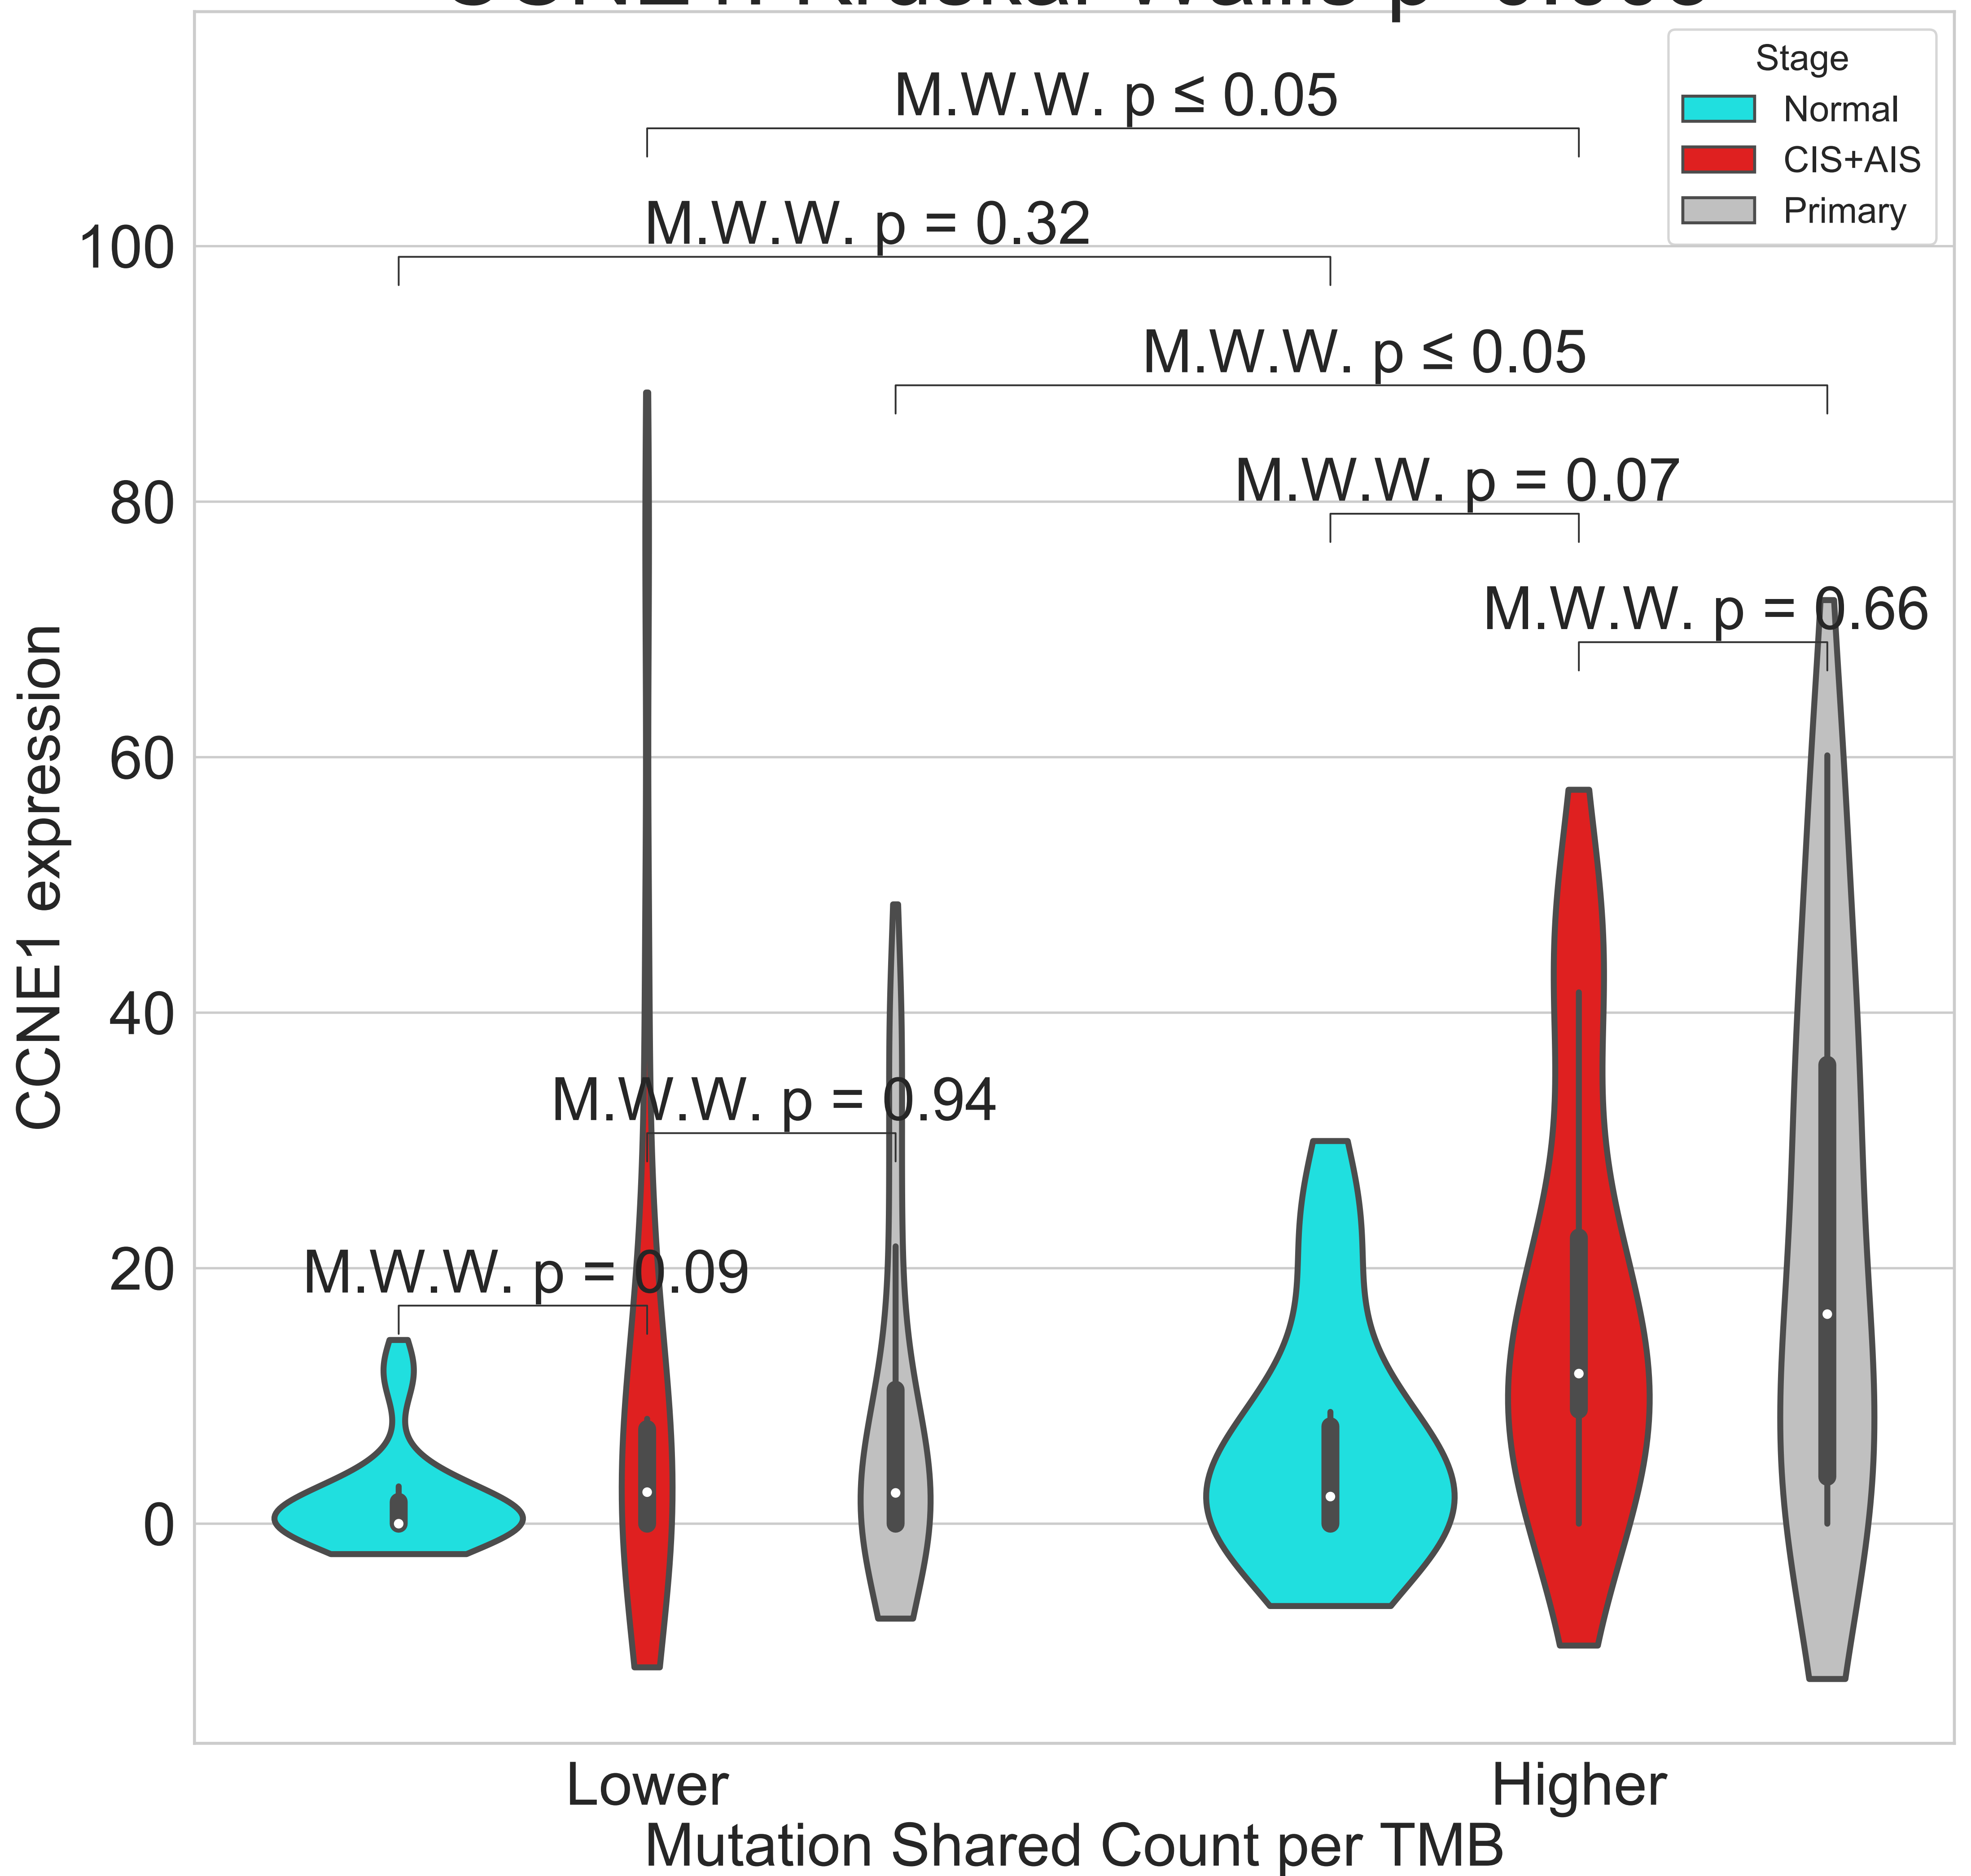 M.W.W. p ≤ 0.05
Stage
Normal
CIS+AIS
Primary
M.W.W. p = 0.32
M.W.W. p ≤ 0.05
M.W.W. p = 0.07
M.W.W. p = 0.66
M.W.W. p = 0.94
M.W.W. p = 0.09
100
80
60
40
20
0
CCNE1 expression
Lower
Higher
Mutation Shared Count per TMB